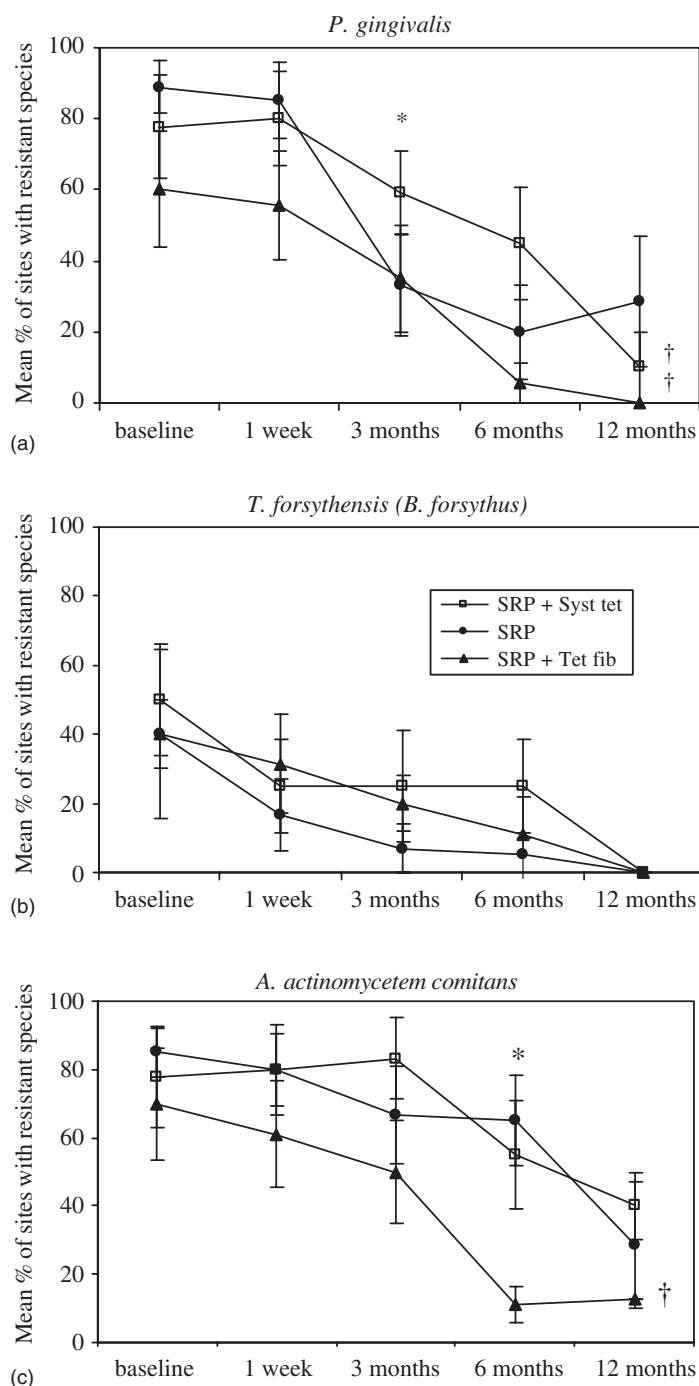 P. gingivalis
Mean % of sites with resistant species
100
80
60
40
20
0
*
†
†
baseline 1 week 3 months 6 months 12 months
(a)
T. forsythensis (B. forsythus)
Mean % of sites with resistant species
100
80
60
40
20
0
SRP + Syst tet
SRP
SRP + Tet fib
baseline 1 week 3 months 6 months 12 months
(b)
A. actinomycetem comitans
Mean % of sites with resistant species
100
80
60
40
20
0
*
†
baseline 1 week 3 months 6 months 12 months
(c)